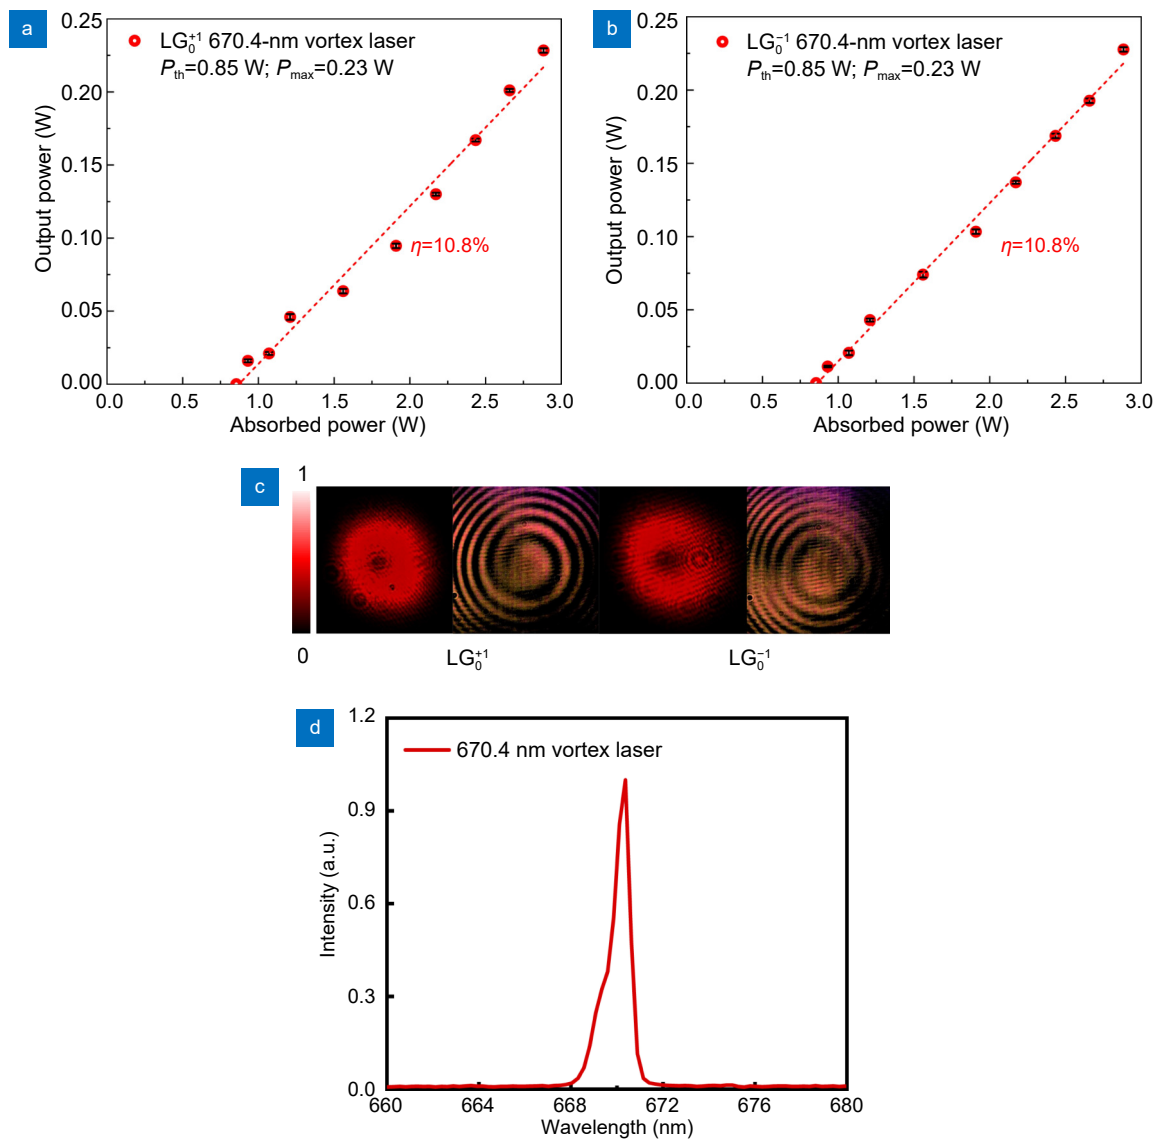 a
LG₀⁺¹ 670.4-nm vortex laser
Pth=0.85 W; Pmax=0.23 W
η=10.8%
Output power (W)
0.25
0.20
0.15
0.10
0.05
0.00
0.0 0.5 1.0 1.5 2.0 2.5 3.0
Absorbed power (W)
b
LG₀⁻¹ 670.4-nm vortex laser
Pth=0.85 W; Pmax=0.23 W
η=10.8%
Output power (W)
0.25
0.20
0.15
0.10
0.05
0.00
0.0 0.5 1.0 1.5 2.0 2.5 3.0
Absorbed power (W)
c
1
0
LG₀⁺¹ LG₀⁻¹
d
670.4 nm vortex laser
Intensity (a.u.)
1.2
0.9
0.6
0.3
0.0
660 664 668 672 676 680
Wavelength (nm)